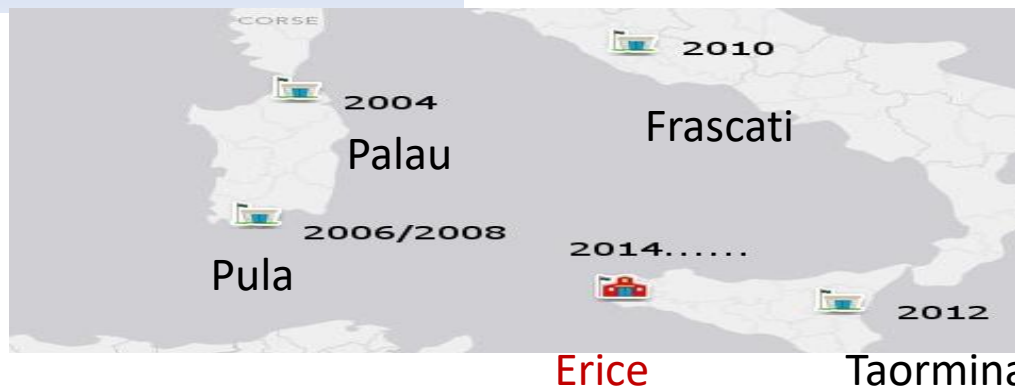 CORSE
2010
2004
Frascati
Palau
2006/2008
2014......
Pula
2012
Erice
Taormina